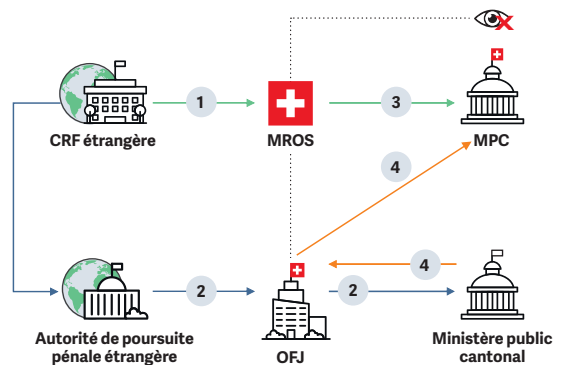 1
3
CRF étrangère
MROS
MPC
4
4
2
2
Autorité de poursuite
pénale étrangère
OFJ
Ministère public
cantonal